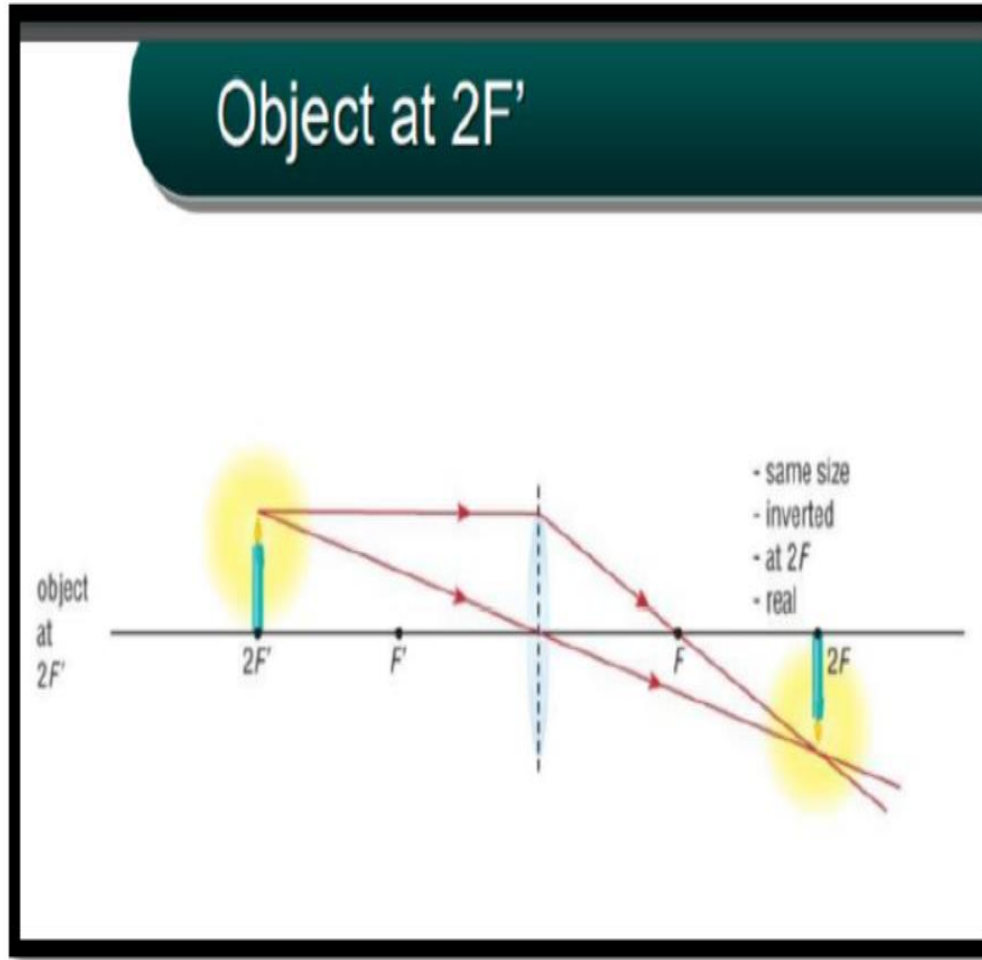 Object at 2F’
- same size
- inverted
- at 2F
- real
object
at
2F’
2F’
F’
F
2F